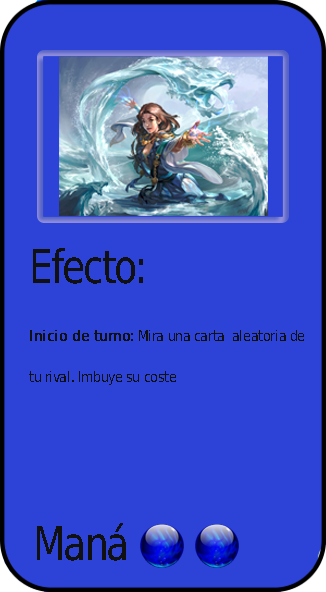 Efecto:
Inicio de turno: Mira una carta aleatoria de
tu rival. Imbuye su coste
Maná